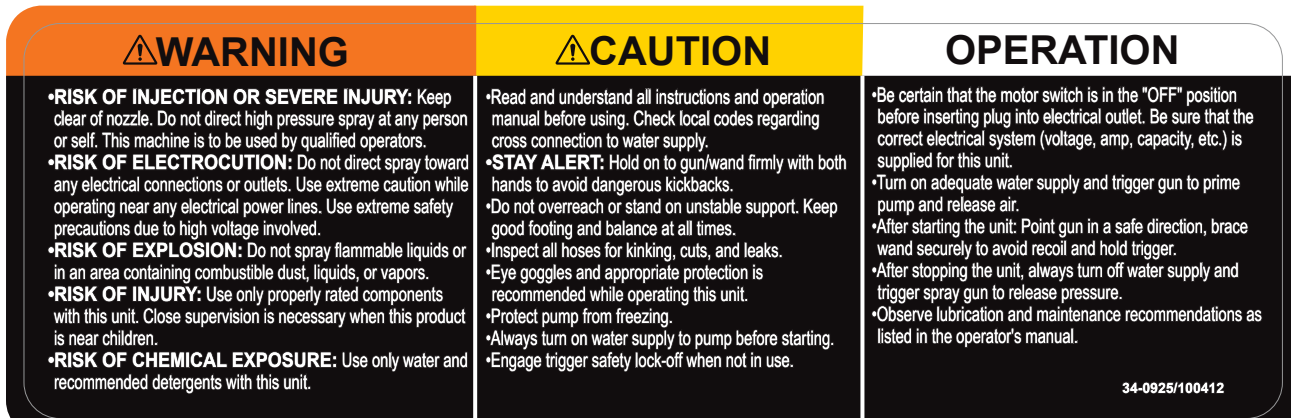 ⚠WARNING
•RISK OF INJECTION OR SEVERE INJURY: Keep
clear of nozzle. Do not direct high pressure spray at any person
or self. This machine is to be used by qualified operators.
•RISK OF ELECTROCUTION: Do not direct spray toward
any electrical connections or outlets. Use extreme caution while
operating near any electrical power lines. Use extreme safety
precautions due to high voltage involved.
•RISK OF EXPLOSION: Do not spray flammable liquids or
in an area containing combustible dust, liquids, or vapors.
•RISK OF INJURY: Use only properly rated components
with this unit. Close supervision is necessary when this product
is near children.
•RISK OF CHEMICAL EXPOSURE: Use only water and
recommended detergents with this unit.
⚠CAUTION
•Read and understand all instructions and operation
manual before using. Check local codes regarding
cross connection to water supply.
•STAY ALERT: Hold on to gun/wand firmly with both
hands to avoid dangerous kickbacks.
•Do not overreach or stand on unstable support. Keep
good footing and balance at all times.
•Inspect all hoses for kinking, cuts, and leaks.
•Eye goggles and appropriate protection is
recommended while operating this unit.
•Protect pump from freezing.
•Always turn on water supply to pump before starting.
•Engage trigger safety lock-off when not in use.
OPERATION
•Be certain that the motor switch is in the "OFF" position
before inserting plug into electrical outlet. Be sure that the
correct electrical system (voltage, amp, capacity, etc.) is
supplied for this unit.
•Turn on adequate water supply and trigger gun to prime
pump and release air.
•After starting the unit: Point gun in a safe direction, brace
wand securely to avoid recoil and hold trigger.
•After stopping the unit, always turn off water supply and
trigger spray gun to release pressure.
•Observe lubrication and maintenance recommendations as
listed in the operator's manual.
34-0925/100412